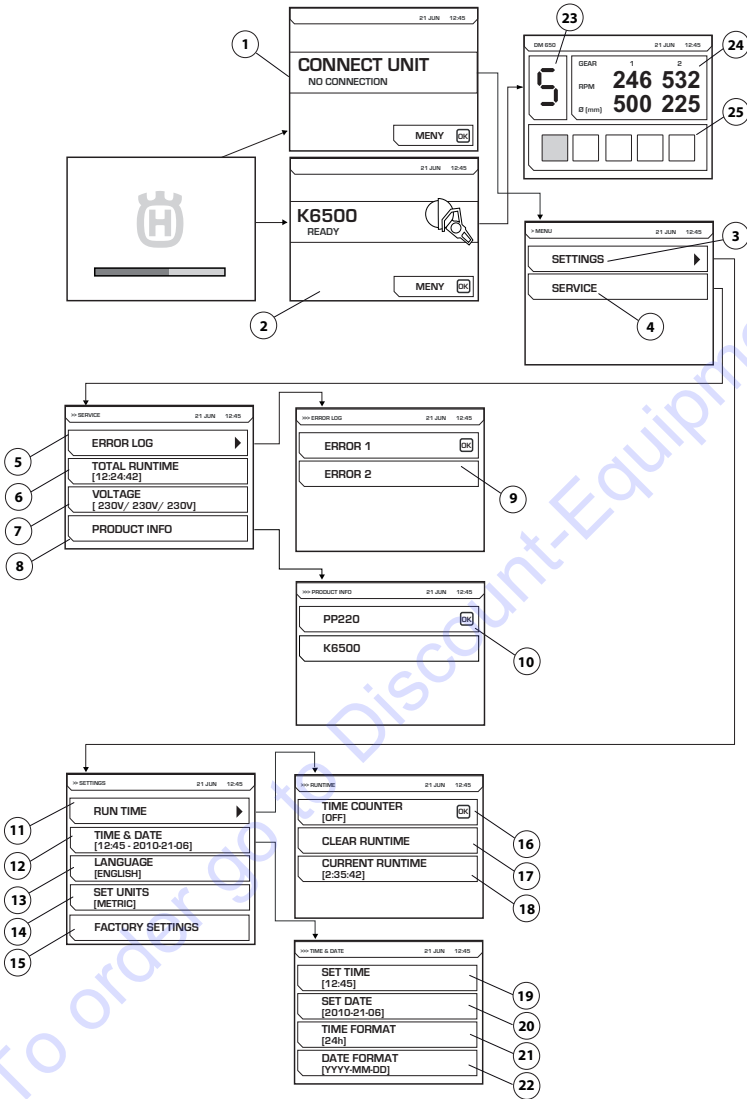 21 JUN 12:45
1
CONNECT UNIT
NO CONNECTION
MENY OK
21 JUN 12:45
K6500
READY
MENY OK
2
H
23
DM 650 21 JUN 12:45
24
GEAR 1 2
RPM 246 532
Ø [mm] 500 225
5
25
> MENU 21 JUN 12:45
3
SETTINGS
SERVICE
4
>> SERVICE 21 JUN 12:45
5 ERROR LOG
6 TOTAL RUNTIME
[12:24:42]
7 VOLTAGE
[ 230V/ 230V/ 230V]
8 PRODUCT INFO
>>> ERROR LOG 21 JUN 12:45
ERROR 1 OK
ERROR 2
9
>>> PRODUCT INFO 21 JUN 12:45
PP220 OK
10
K6500
>> SETTINGS 21 JUN 12:45
11 RUN TIME
12 TIME & DATE
[12:45 - 2010-21-06]
13 LANGUAGE
[ENGLISH]
14 SET UNITS
[METRIC]
15 FACTORY SETTINGS
>>> RUNTIME 21 JUN 12:45
TIME COUNTER
[OFF] OK
16
CLEAR RUNTIME
17
CURRENT RUNTIME
[2:35:42]
18
>>> TIME & DATE 21 JUN 12:45
SET TIME
[12:45]
19
SET DATE
[2010-21-06]
20
TIME FORMAT
[24h]
21
DATE FORMAT
[YYYY-MM-DD]
22
To order go to Discount-Equipme